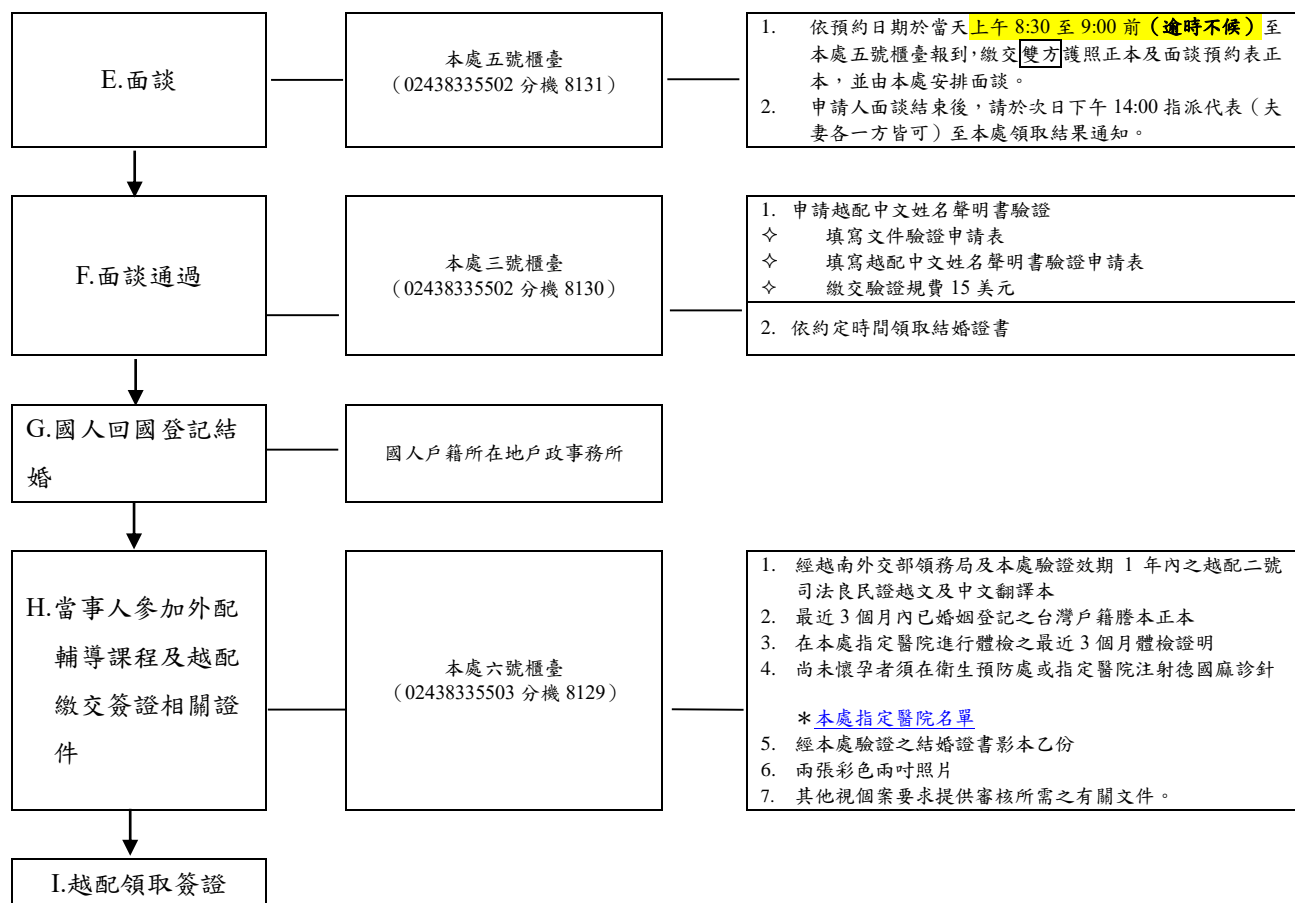 E.面談
本處五號櫃臺
（02438335502 分機 8131）
1. 依預約日期於當天上午 8:30 至 9:00 前（逾時不候）至
本處五號櫃臺報到，繳交雙方護照正本及面談預約表正
本，並由本處安排面談。
2. 申請人面談結束後，請於次日下午 14:00 指派代表（夫
妻各一方皆可）至本處領取結果通知。
F.面談通過
本處三號櫃臺
（02438335502 分機 8130）
1. 申請越配中文姓名聲明書驗證
✧ 填寫文件驗證申請表
✧ 填寫越配中文姓名聲明書驗證申請表
✧ 繳交驗證規費 15 美元
2. 依約定時間領取結婚證書
G.國人回國登記結
婚
國人戶籍所在地戶政事務所
H.當事人參加外配
輔導課程及越配
繳交簽證相關證
件
本處六號櫃臺
（02438335503 分機 8129）
1. 經越南外交部領務局及本處驗證效期 1 年內之越配二號
司法良民證越文及中文翻譯本
2. 最近 3 個月內已婚姻登記之台灣戶籍謄本正本
3. 在本處指定醫院進行體檢之最近 3 個月體檢證明
4. 尚未懷孕者須在衛生預防處或指定醫院注射德國麻診針
＊本處指定醫院名單
5. 經本處驗證之結婚證書影本乙份
6. 兩張彩色兩吋照片
7. 其他視個案要求提供審核所需之有關文件。
I.越配領取簽證